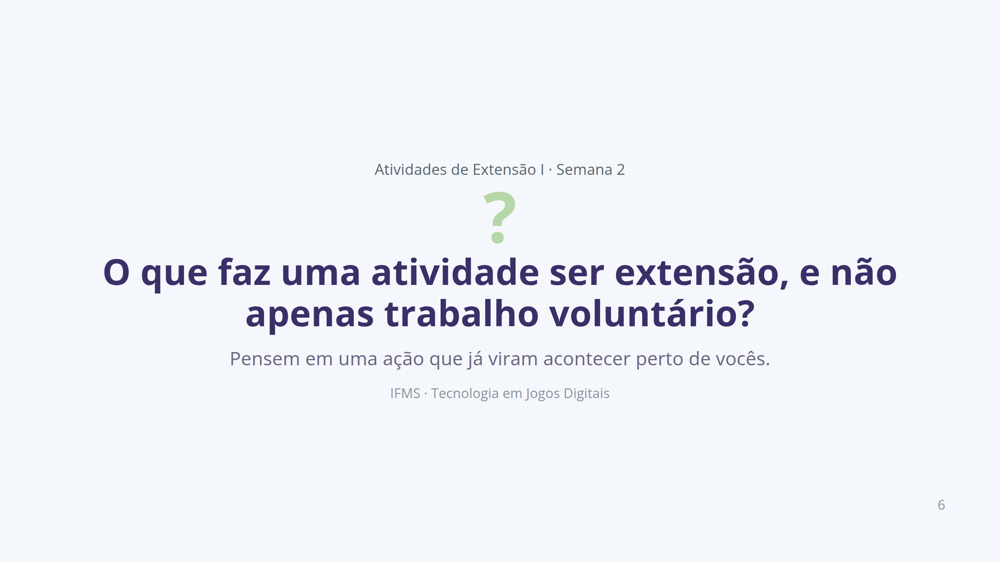 Atividades de Extensão I · Semana 2
?
O que faz uma atividade ser extensão, e não
apenas trabalho voluntário?
Pensem em uma ação que já viram acontecer perto de vocês.
IFMS · Tecnologia em Jogos Digitais
6